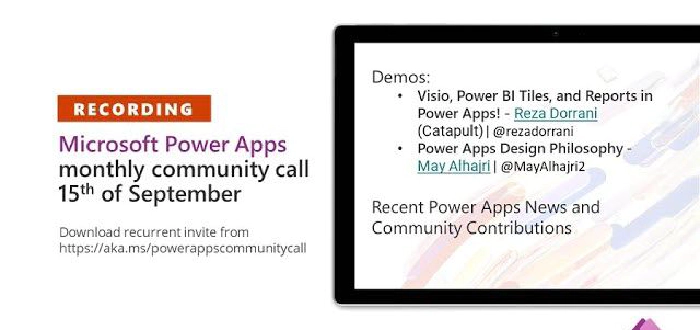 RECORDING
Microsoft Power Apps
monthly community call
15th of September
Download recurrent invite from
https://aka.ms/powerappscommunitycall
Demos:
• Visio, Power BI Tiles, and Reports in
Power Apps! - Reza Dorrani
(Catapult) | @rezadorrani
• Power Apps Design Philosophy -
May Alhajri | @MayAlhajri2
Recent Power Apps News and
Community Contributions